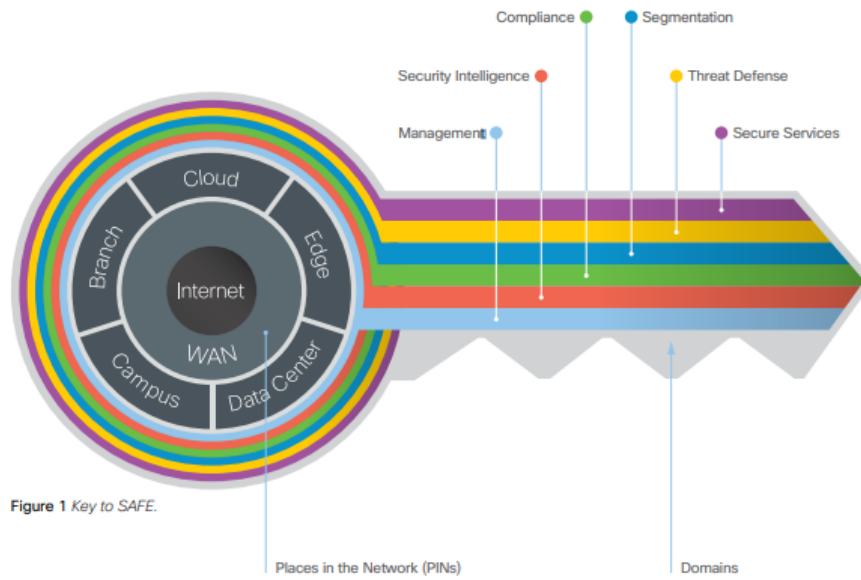 Compliance
Segmentation
Security Intelligence
Threat Defense
Management
Secure Services
Cloud
Branch
Edge
Internet
WAN
Campus
Data Center
Figure 1 Key to SAFE.
Places in the Network (PINs)
Domains